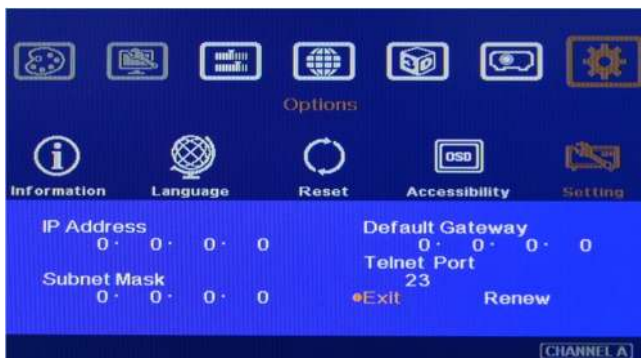 3D
Options
i
OSD
Information Language Reset Accessibility Setting
IP Address Default Gateway
0. 0. 0. 0 0. 0. 0. 0
Telnet Port
Subnet Mask 23
0. 0. 0. 0 Exit Renew
CHANNEL A